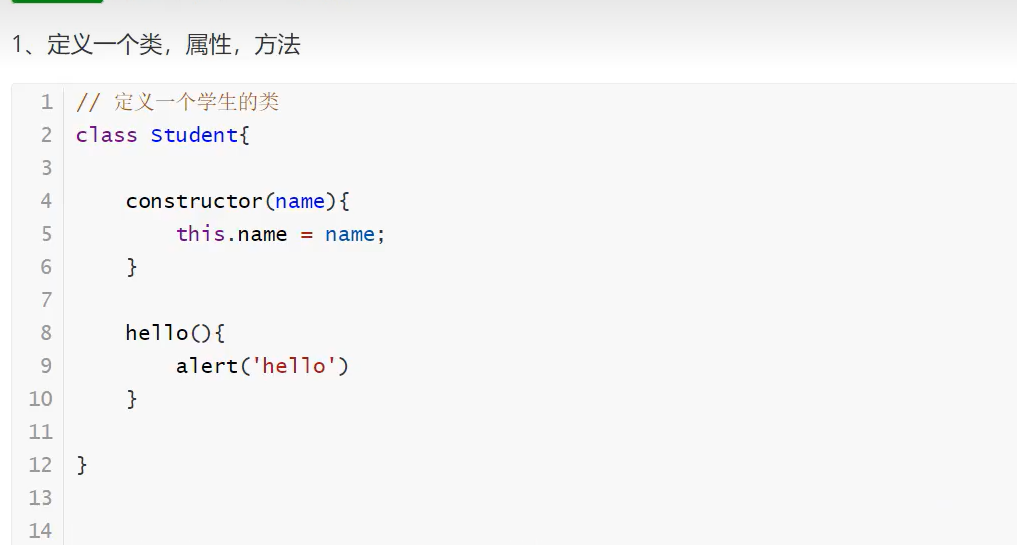 1、定义一个类，属性，方法
1 // 定义一个学生的类
2 class Student{
3
4 constructor(name){
5 this.name = name;
6 }
7
8 hello(){
9 alert('hello')
10 }
11
12 }
13
14